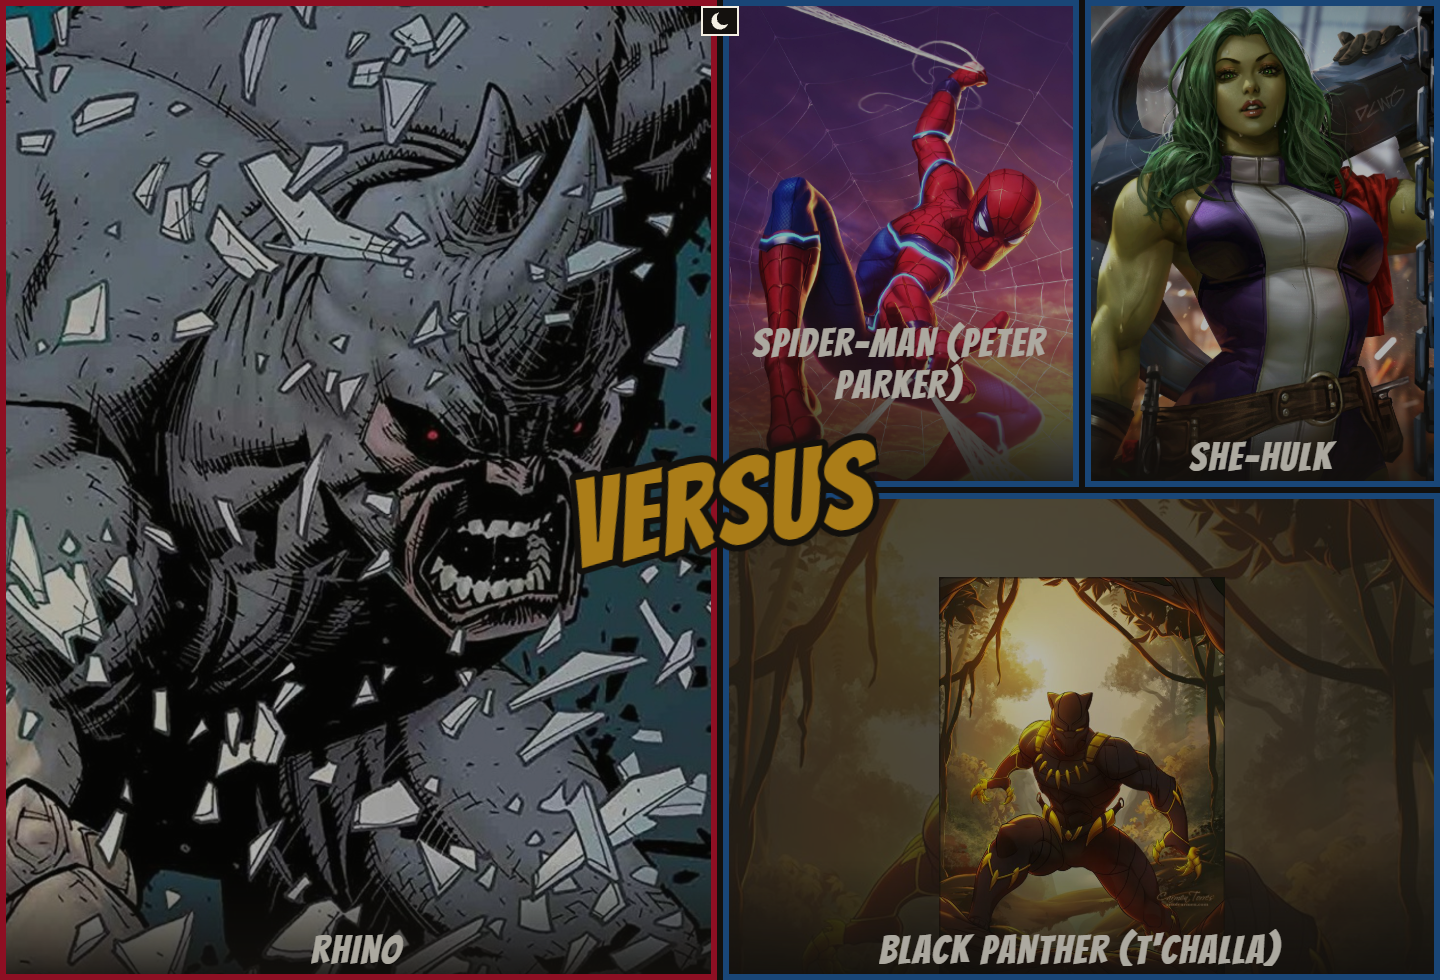 SPIDER-MAN (PETER
PARKER)
SHE-HULK
VERSUS
RHINO
BLACK PANTHER (T'CHALLA)